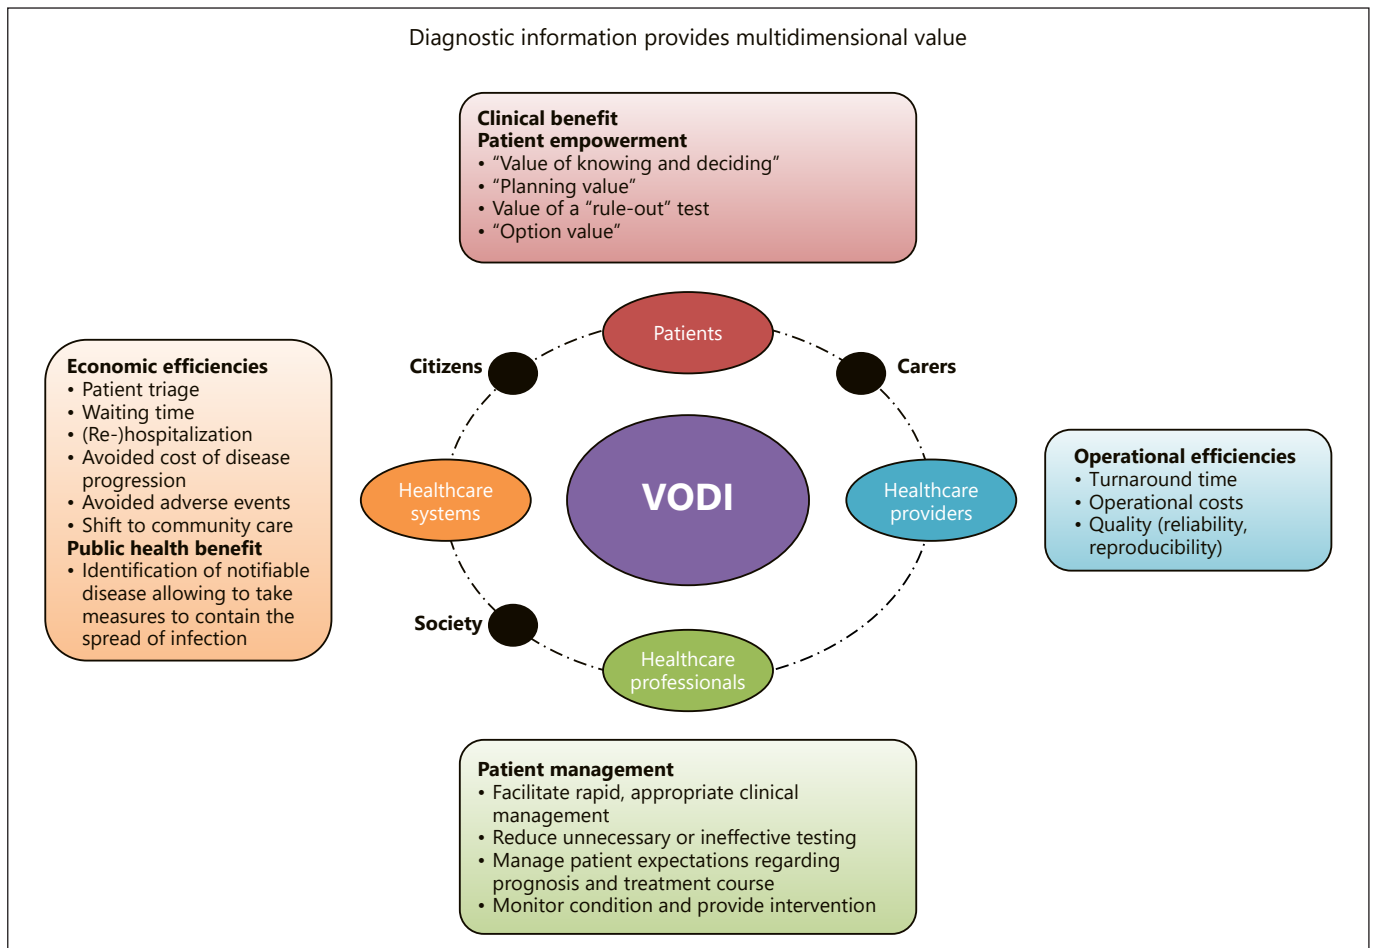 Diagnostic information provides multidimensional value
Clinical benefit
Patient empowerment
• “Value of knowing and deciding“
• “Planning value“
• Value of a “rule-out“ test
• “Option value“
Patients
Citizens
Carers
Economic efficiencies
• Patient triage
• Waiting time
• (Re-)hospitalization
• Avoided cost of disease
progression
• Avoided adverse events
• Shift to community care
Public health benefit
• Identification of notifiable
disease allowing to take
measures to contain the
spread of infection
Healthcare
systems
VODI
Healthcare
providers
Operational efficiencies
• Turnaround time
• Operational costs
• Quality (reliability,
reproducibility)
Society
Healthcare
professionals
Patient management
• Facilitate rapid, appropriate clinical
management
• Reduce unnecessary or ineffective testing
• Manage patient expectations regarding
prognosis and treatment course
• Monitor condition and provide intervention